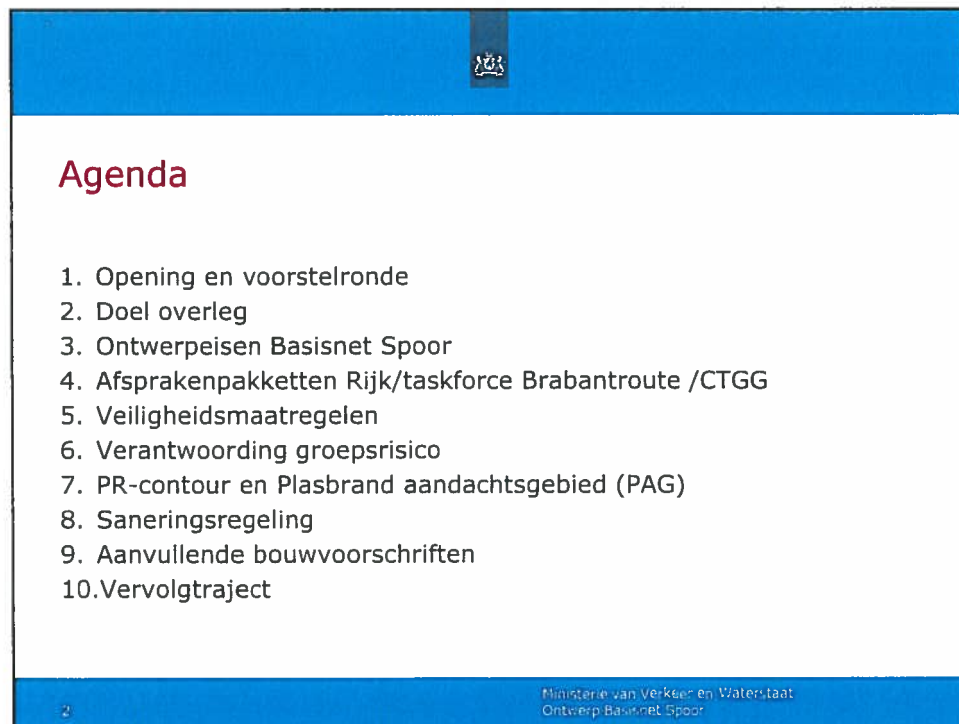 Agenda
1. Opening en voorstelronde
2. Doel overleg
3. Ontwerpeisen Basisnet Spoor
4. Afsprakenpakketten Rijk/taskforce Brabantroute /CTGG
5. Veiligheidsmaatregelen
6. Verantwoording groepsrisico
7. PR-contour en Plasbrand aandachtsgebied (PAG)
8. Saneringsregeling
9. Aanvullende bouwvoorschriften
10.Vervolgtraject
2
Ministerie van Verkeer en Waterstaat
Ontwerp Basisnet Spoor